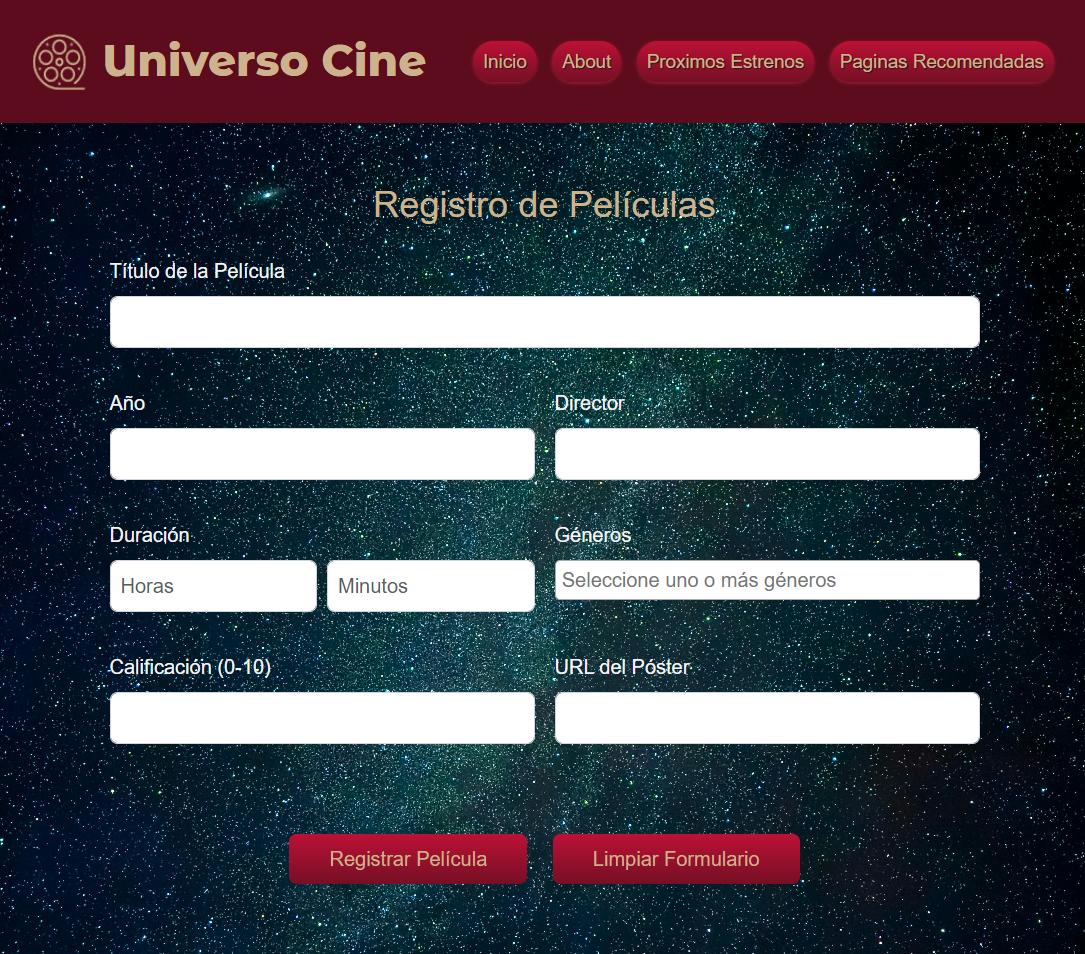 Universo Cine
Inicio About Proximos Estrenos Paginas Recomendadas
Registro de Películas
Título de la Película
Año Director
Duración Géneros
Horas Minutos Seleccione uno o más géneros
Calificación (0-10) URL del Póster
Registrar Película Limpiar Formulario